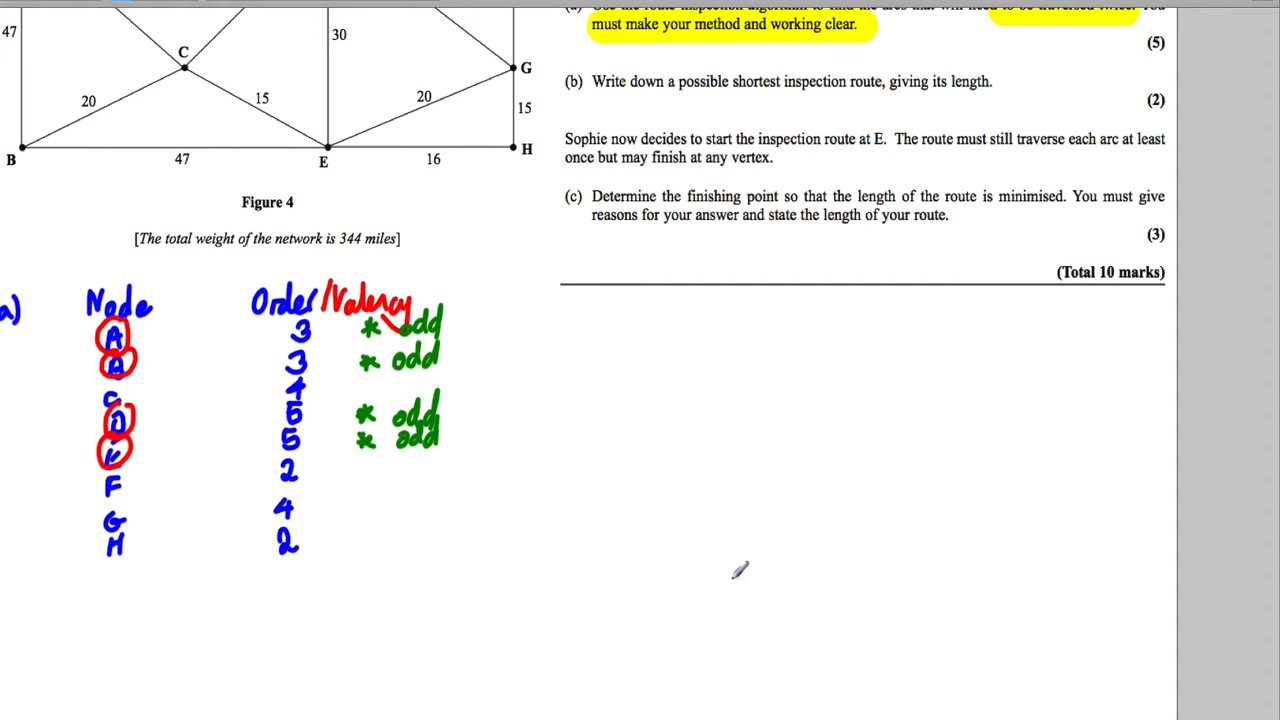 47
30
C
G
20
15
20
15
B
47
E
16
H
Figure 4
[The total weight of the network is 344 miles]
must make your method and working clear.
(5)
(b) Write down a possible shortest inspection route, giving its length.
(2)
Sophie now decides to start the inspection route at E. The route must still traverse each arc at least
once but may finish at any vertex.
(c) Determine the finishing point so that the length of the route is minimised. You must give
reasons for your answer and state the length of your route.
(3)
(Total 10 marks)
a) Node Order/Valency
A 3 * odd
3 * odd
C 4
D 5 * odd
E 5 * odd
F 2
G 4
H 2